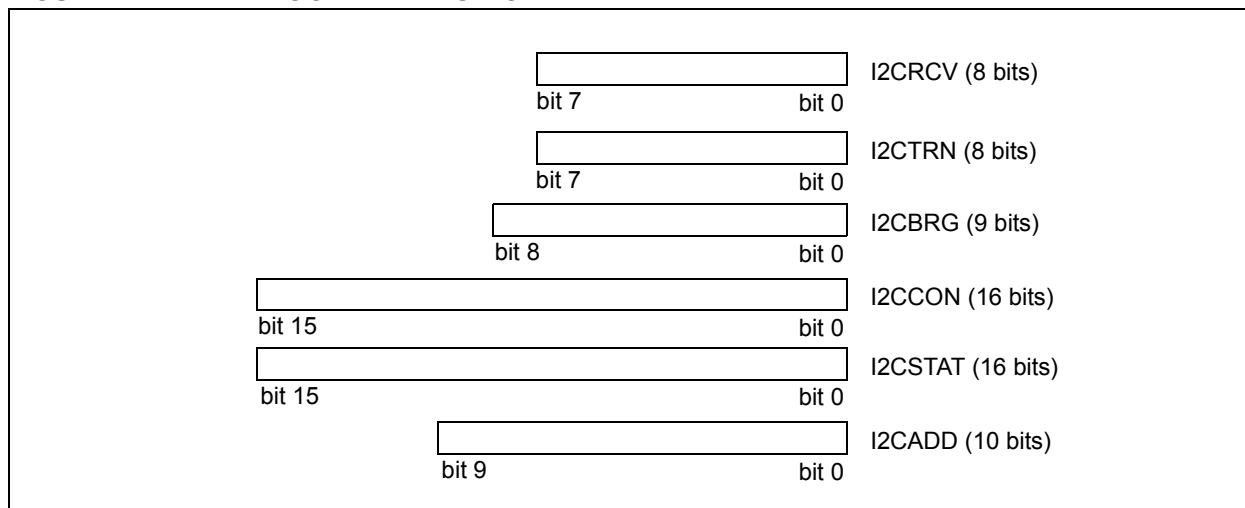 I2CRCV (8 bits)
bit 7 bit 0
I2CTRN (8 bits)
bit 7 bit 0
I2CBRG (9 bits)
bit 8 bit 0
I2CCON (16 bits)
bit 15 bit 0
I2CSTAT (16 bits)
bit 15 bit 0
I2CADD (10 bits)
bit 9 bit 0